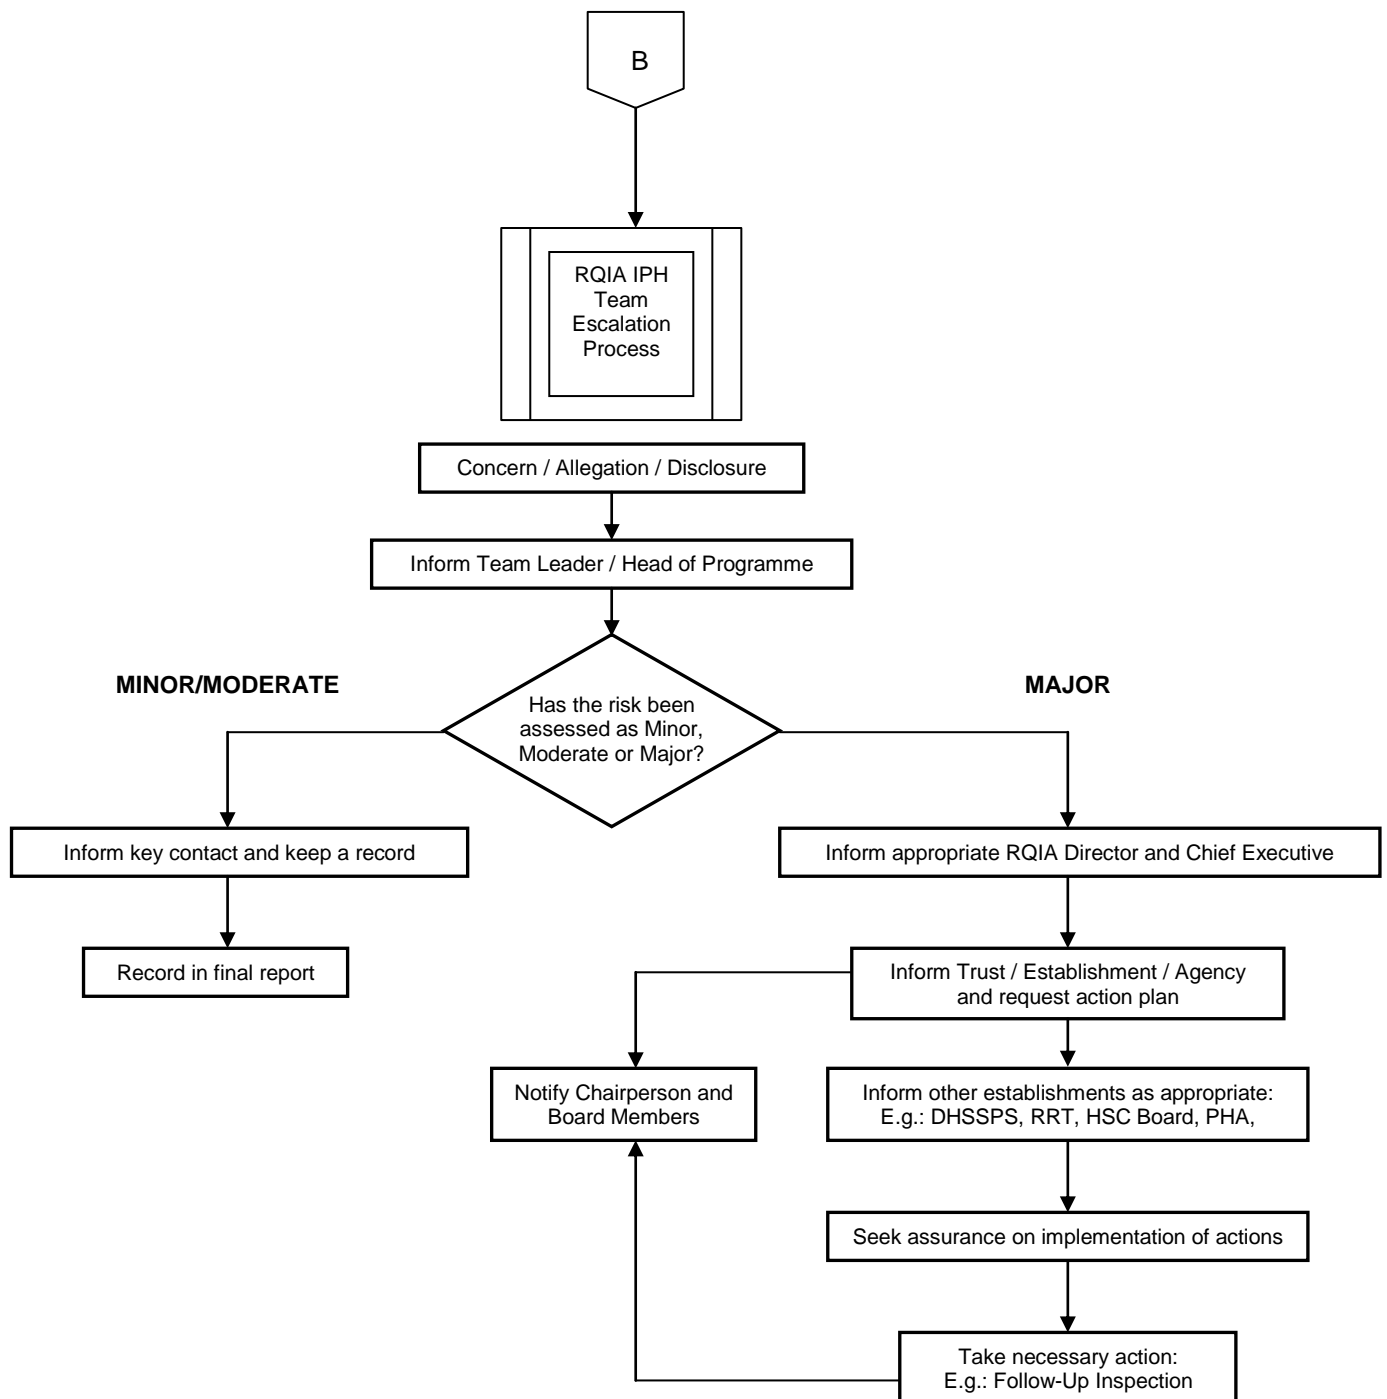 B
RQIA IPH
Team
Escalation
Process
Concern / Allegation / Disclosure
Inform Team Leader / Head of Programme
MINOR/MODERATE
MAJOR
Has the risk been
assessed as Minor,
Moderate or Major?
Inform key contact and keep a record
Inform appropriate RQIA Director and Chief Executive
Record in final report
Inform Trust / Establishment / Agency
and request action plan
Notify Chairperson and
Board Members
Inform other establishments as appropriate:
E.g.: DHSSPS, RRT, HSC Board, PHA,
Seek assurance on implementation of actions
Take necessary action:
E.g.: Follow-Up Inspection